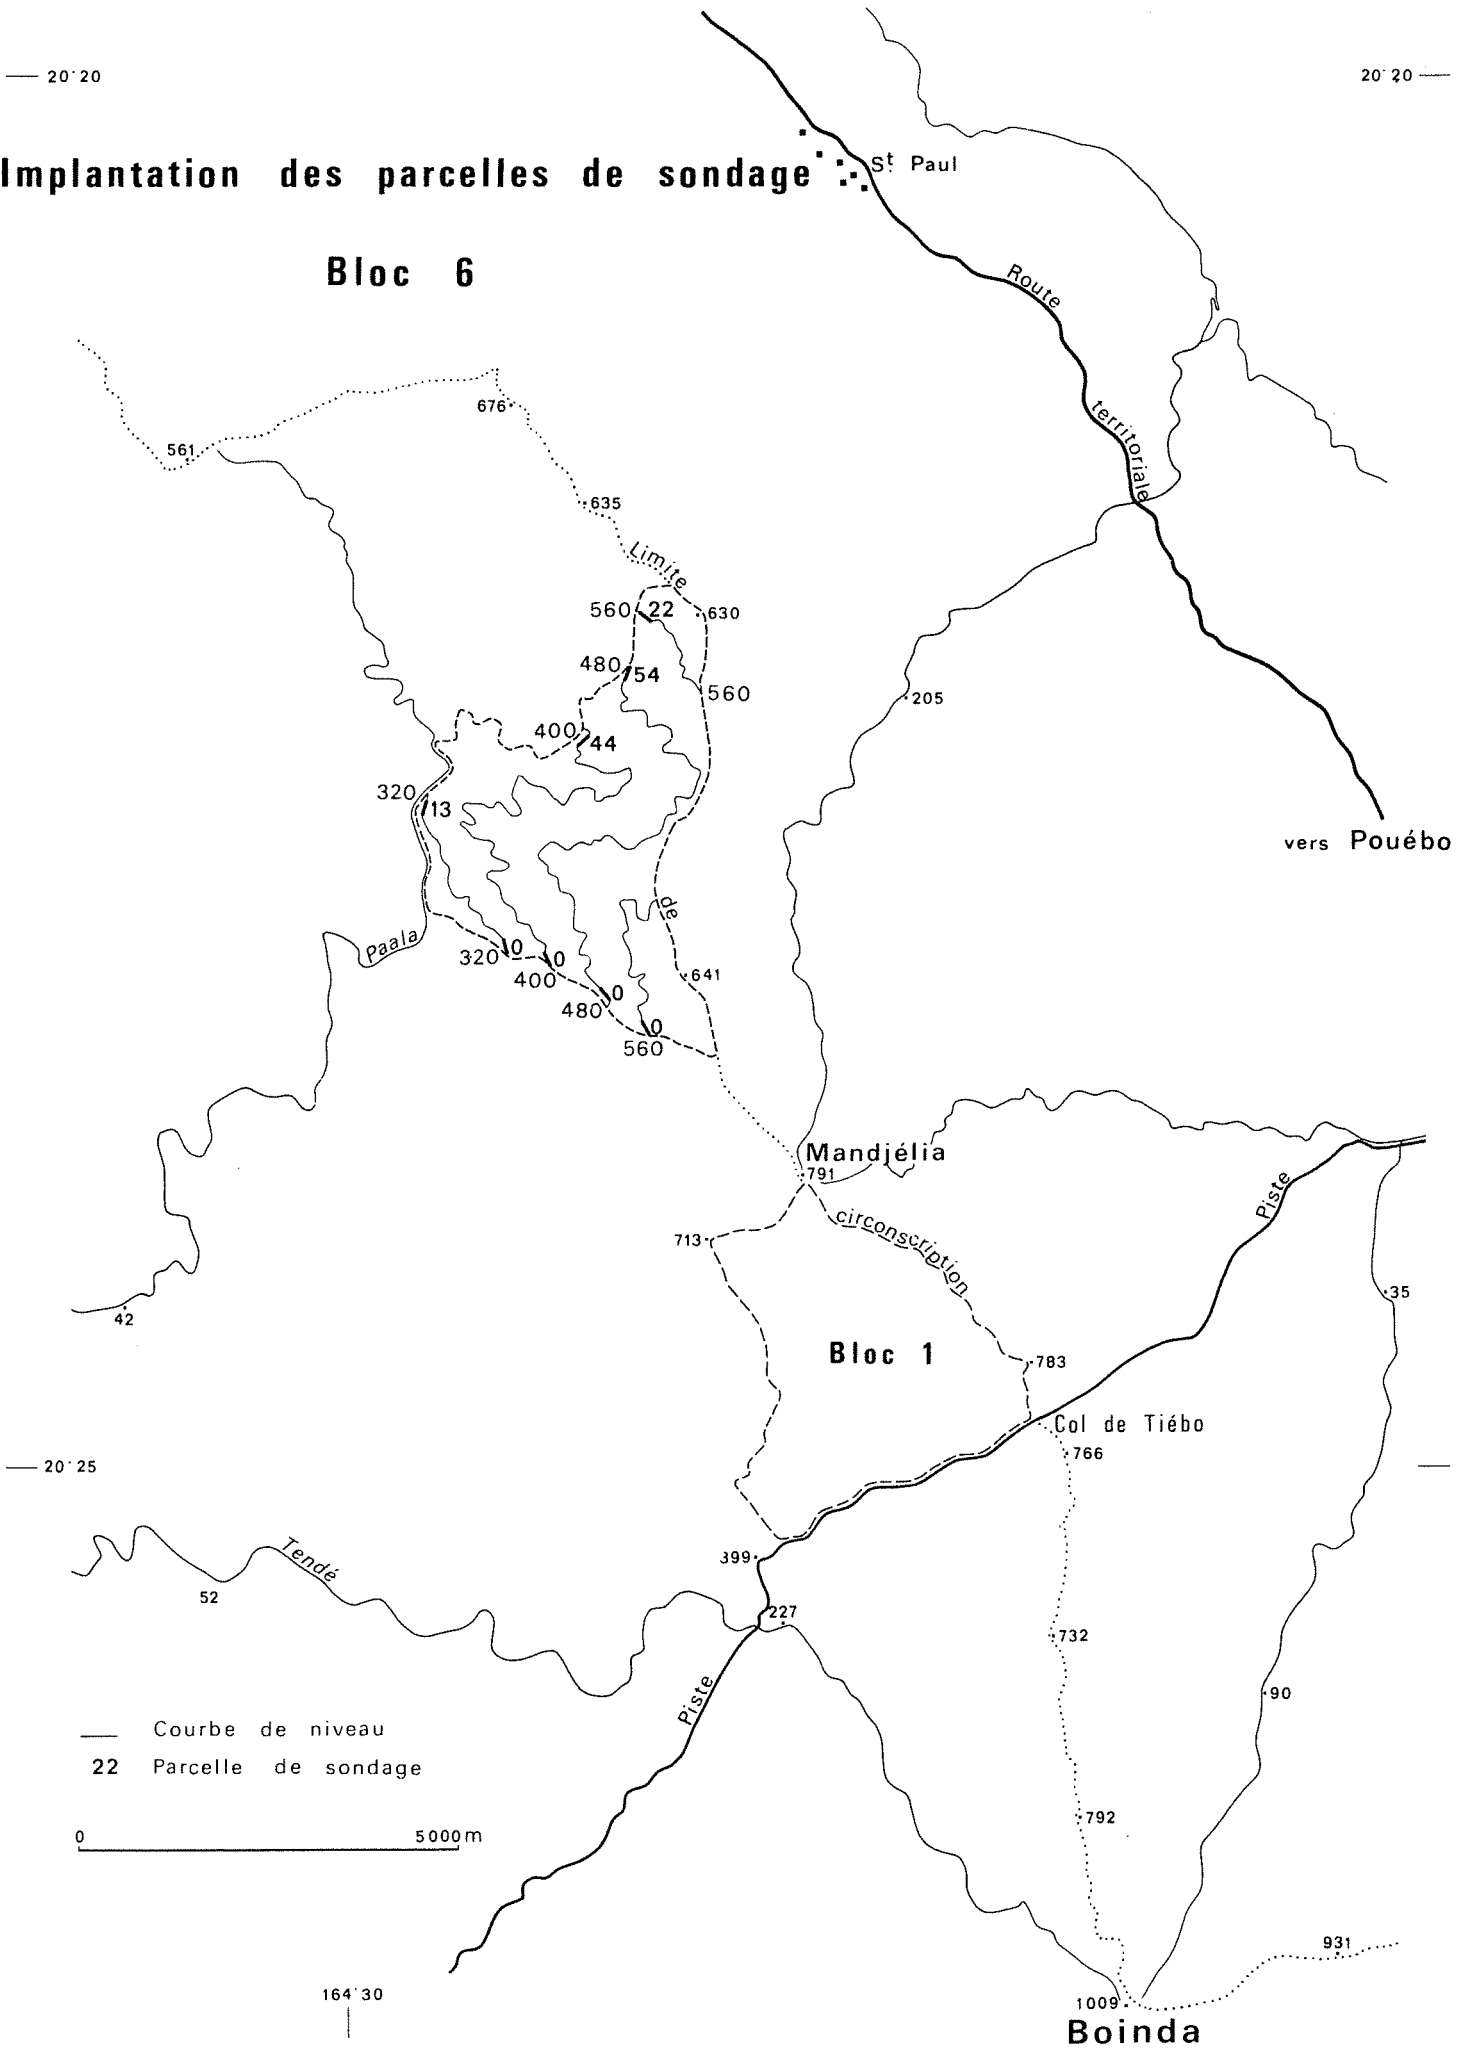 20°20
20°20
Implantation des parcelles de sondage
St. Paul
Bloc 6
Route
territoriale
676
561
635
Limite
560
22
630
480
54
560
205
400
44
320
13
vers Pouébo
de
Paala
320
0
400
0
641
480
0
560
0
Mandjélia
791
Piste
713
circonscription
35
42
Bloc 1
783
Col de Tiébo
766
20°25
Tendé
399
52
227
732
Piste
90
Courbe de niveau
22 Parcelle de sondage
792
0
5000m
931
164°30
1009
Boinda